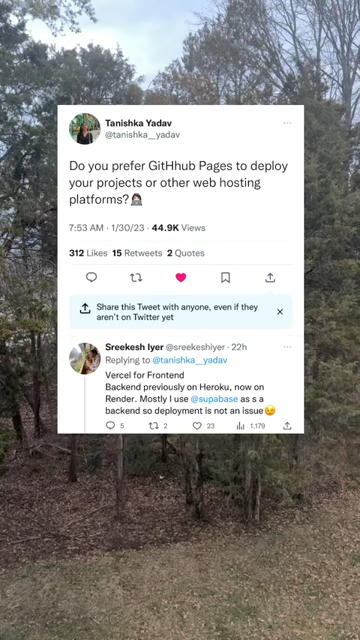 Tanishka Yadav
@tanishka__yadav
Do you prefer GitHhub Pages to deploy
your projects or other web hosting
platforms?👩🏻‍💻
7:53 AM · 1/30/23 · 44.9K Views
312 Likes 15 Retweets 2 Quotes
Share this Tweet with anyone, even if they
aren't on Twitter yet
Sreekesh Iyer @sreekeshiyer · 22h
Replying to @tanishka__yadav
Vercel for Frontend
Backend previously on Heroku, now on
Render. Mostly I use @supabase as s a
backend so deployment is not an issue😉
5 2 23 1,179